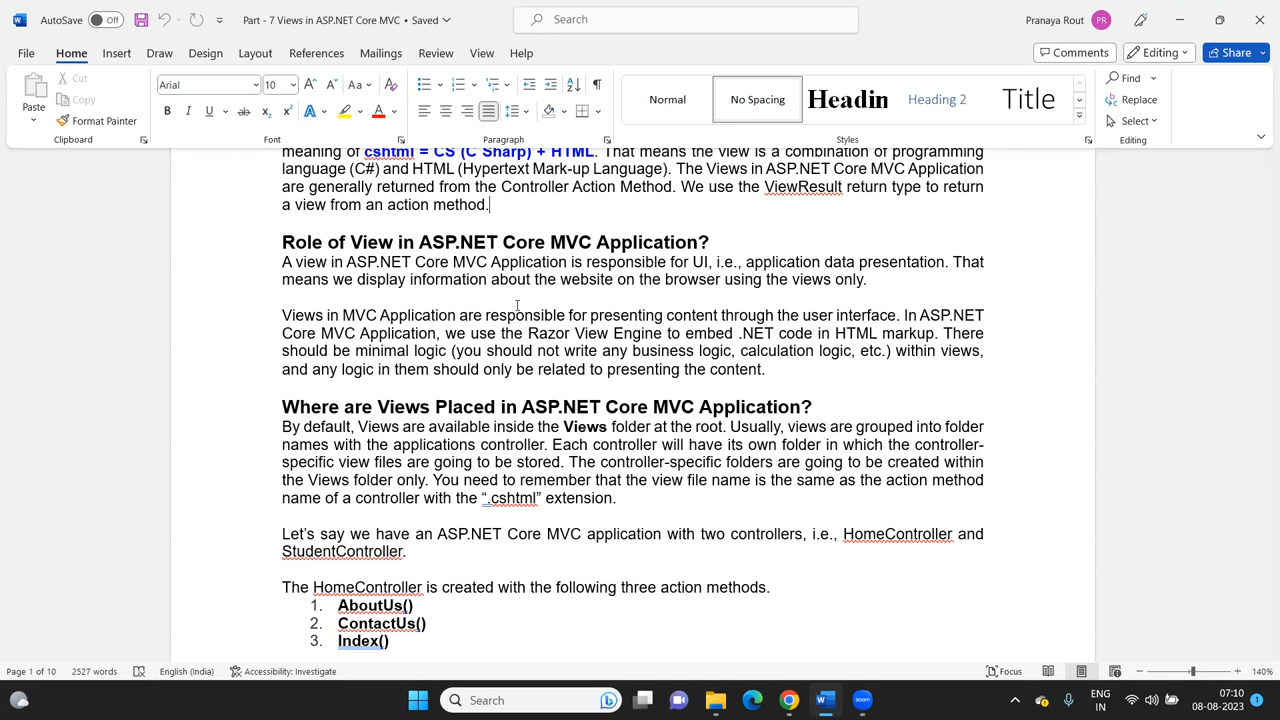 AutoSave Off Part - 7 Views in ASP.NET Core MVC • Saved Search Pranaya Rout PR
File Home Insert Draw Design Layout References Mailings Review View Help Comments Editing Share
Paste Cut Copy Format Painter
Arial 10 Aa A
B I U ab x₂ x² A A
Normal No Spacing Headin Heading 2 Title
Find Replace Select
Clipboard Font Paragraph Styles Editing
meaning of cshtml = CS (C Sharp) + HTML. That means the view is a combination of programming
language (C#) and HTML (Hypertext Mark-up Language). The Views in ASP.NET Core MVC Application
are generally returned from the Controller Action Method. We use the ViewResult return type to return
a view from an action method.
Role of View in ASP.NET Core MVC Application?
A view in ASP.NET Core MVC Application is responsible for UI, i.e., application data presentation. That
means we display information about the website on the browser using the views only.
Views in MVC Application are responsible for presenting content through the user interface. In ASP.NET
Core MVC Application, we use the Razor View Engine to embed .NET code in HTML markup. There
should be minimal logic (you should not write any business logic, calculation logic, etc.) within views,
and any logic in them should only be related to presenting the content.
Where are Views Placed in ASP.NET Core MVC Application?
By default, Views are available inside the Views folder at the root. Usually, views are grouped into folder
names with the applications controller. Each controller will have its own folder in which the controller-
specific view files are going to be stored. The controller-specific folders are going to be created within
the Views folder only. You need to remember that the view file name is the same as the action method
name of a controller with the “.cshtml” extension.
Let’s say we have an ASP.NET Core MVC application with two controllers, i.e., HomeController and
StudentController.
The HomeController is created with the following three action methods.
1. AboutUs()
2. ContactUs()
3. Index()
Page 1 of 10 2527 words English (India) Accessibility: Investigate Focus 140%
Search ENG IN 07:10 08-08-2023 1